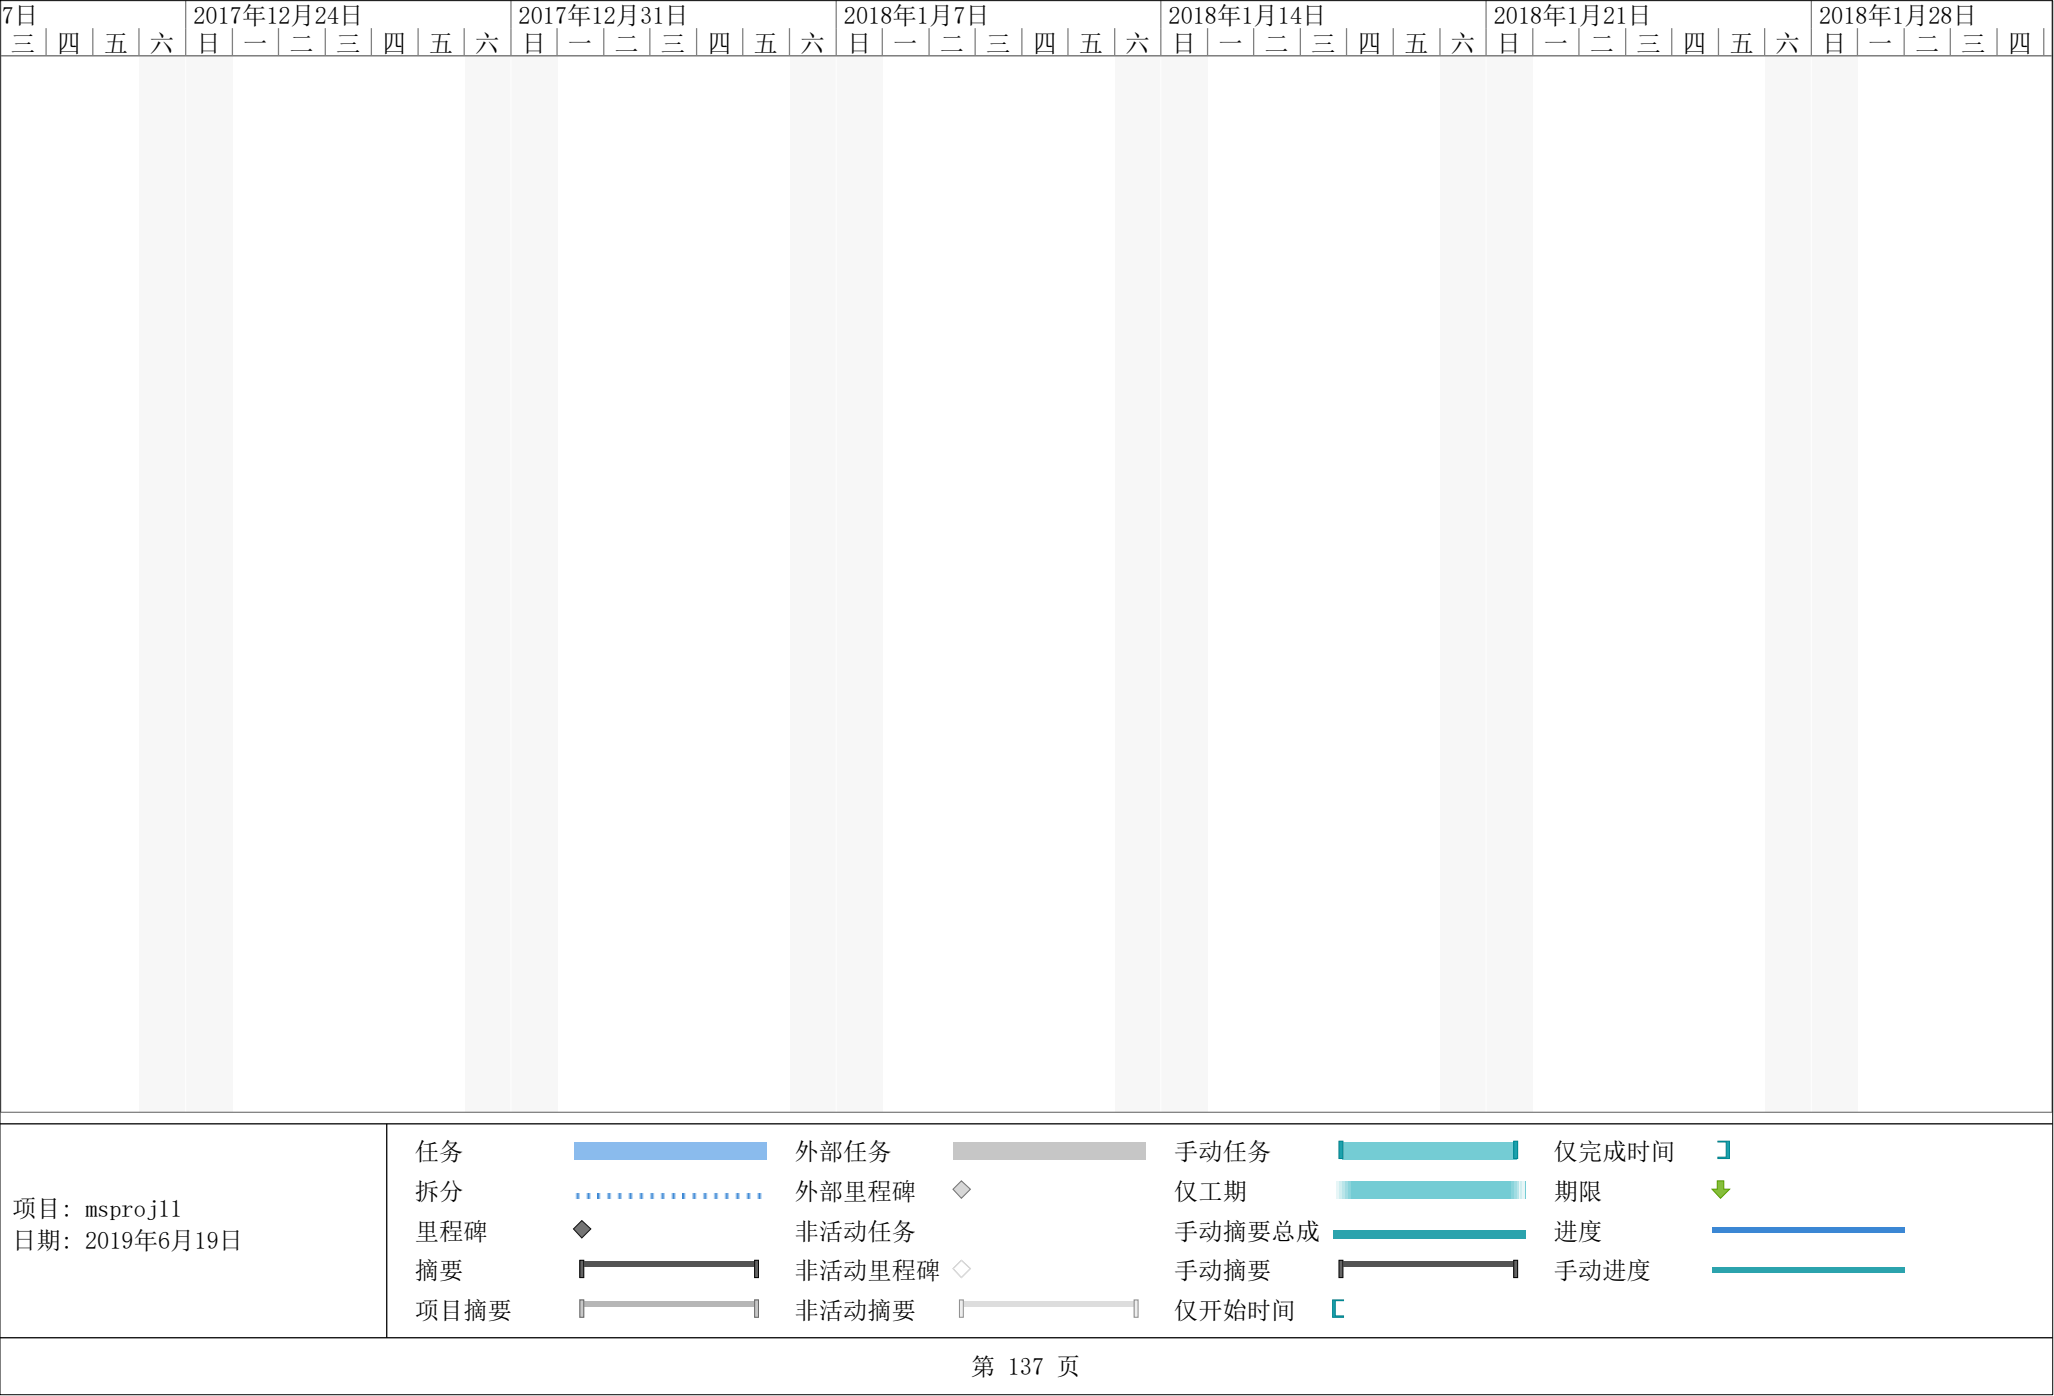 7日 2017年12月24日 2017年12月31日 2018年1月7日 2018年1月14日 2018年1月21日 2018年1月28日
三 四 五 六 日 一 二 三 四 五 六 日 一 二 三 四 五 六 日 一 二 三 四 五 六 日 一 二 三 四 五 六 日 一 二 三 四 五 六 日 一 二 三 四
项目: msproj11
日期: 2019年6月19日
任务
拆分
里程碑
摘要
项目摘要
外部任务
外部里程碑
非活动任务
非活动里程碑
非活动摘要
手动任务
仅工期
手动摘要总成
手动摘要
仅开始时间
仅完成时间
期限
进度
手动进度
第 137 页